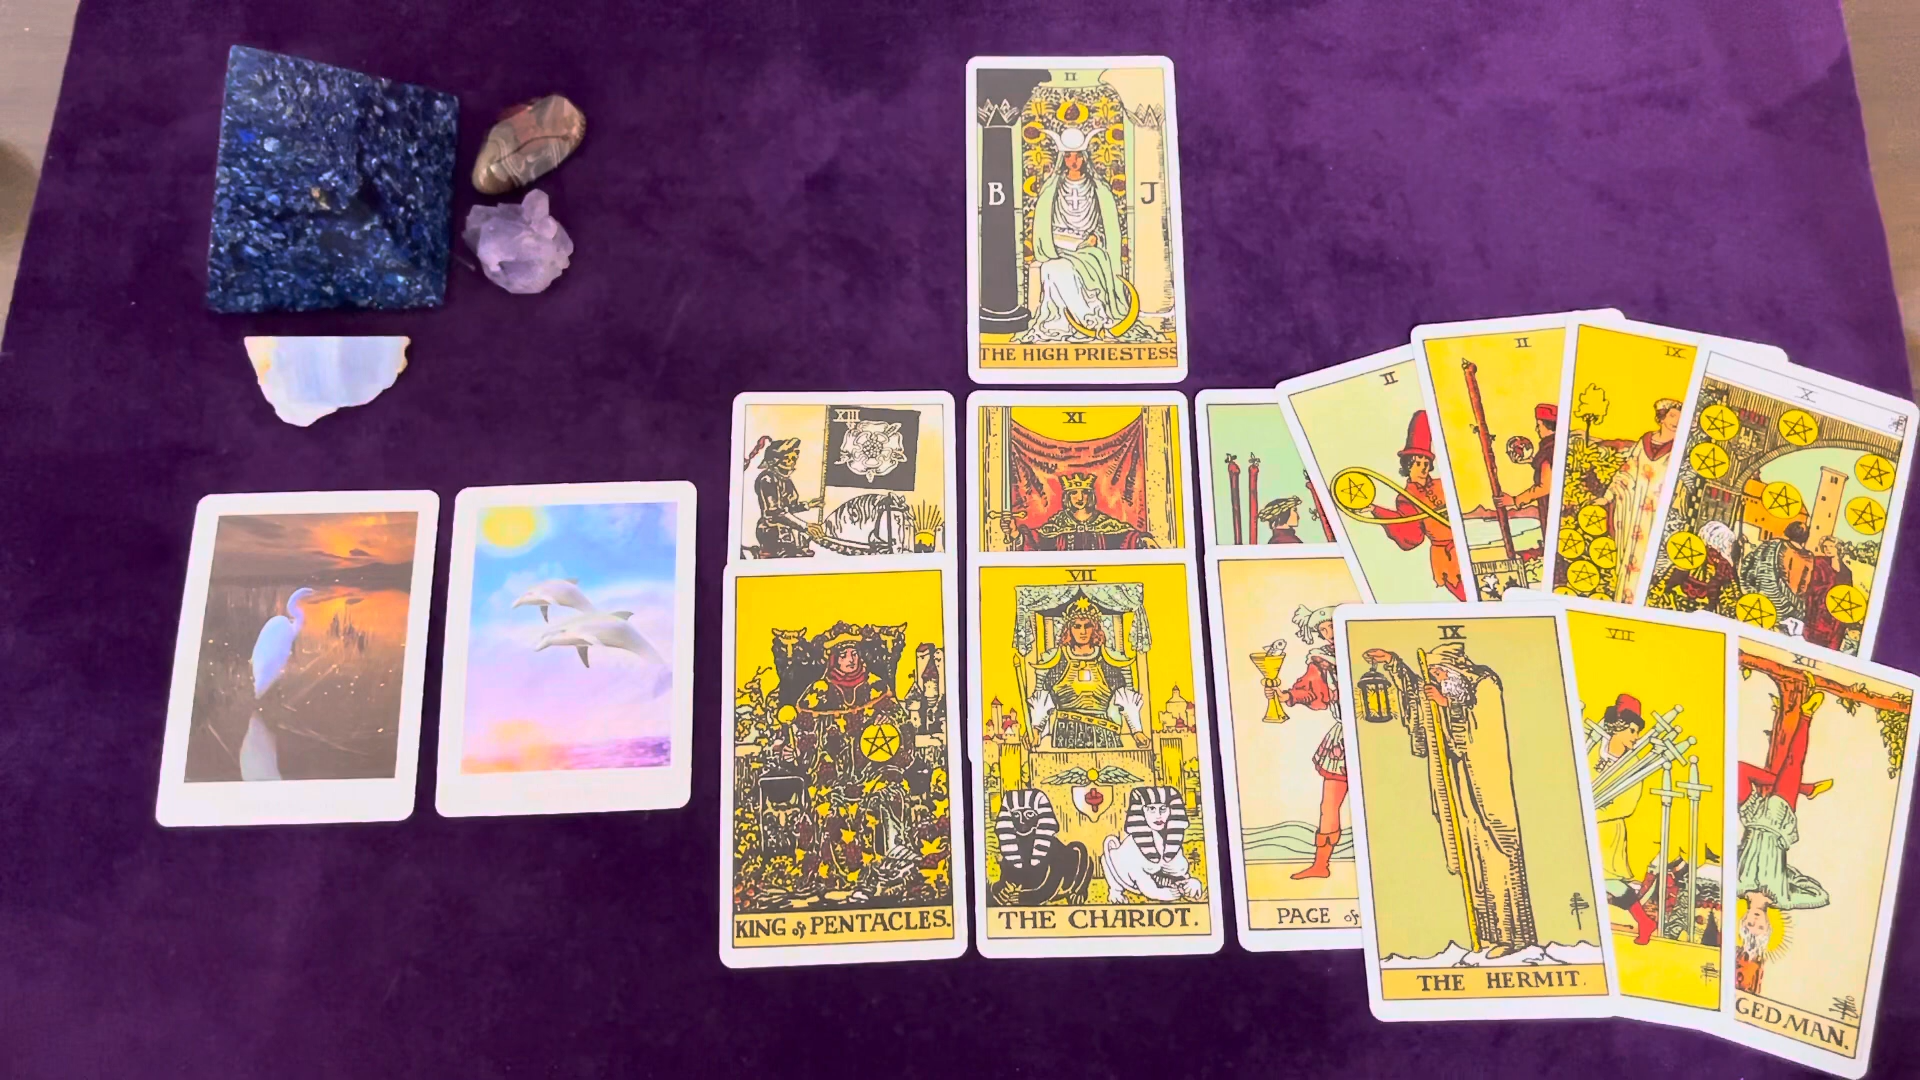 II
B J
THE HIGH PRIESTESS
XIII
XI
II
II
IX
X
KING of PENTACLES.
VII
THE CHARIOT.
PAGE of
IX
THE HERMIT.
VII
XII
GED MAN.